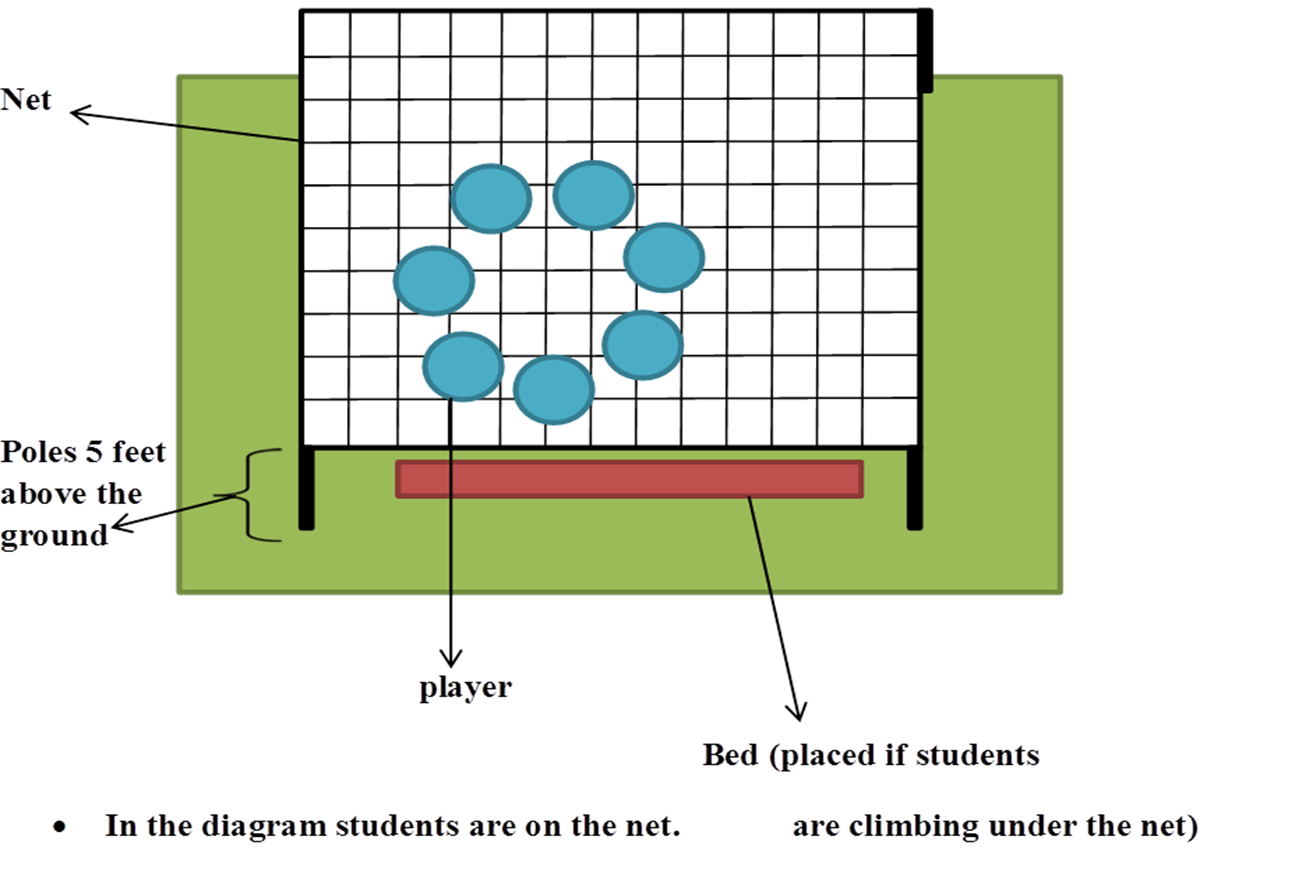 Net
Poles 5 feet
above the
ground
player
Bed (placed if students
• In the diagram students are on the net.
are climbing under the net)